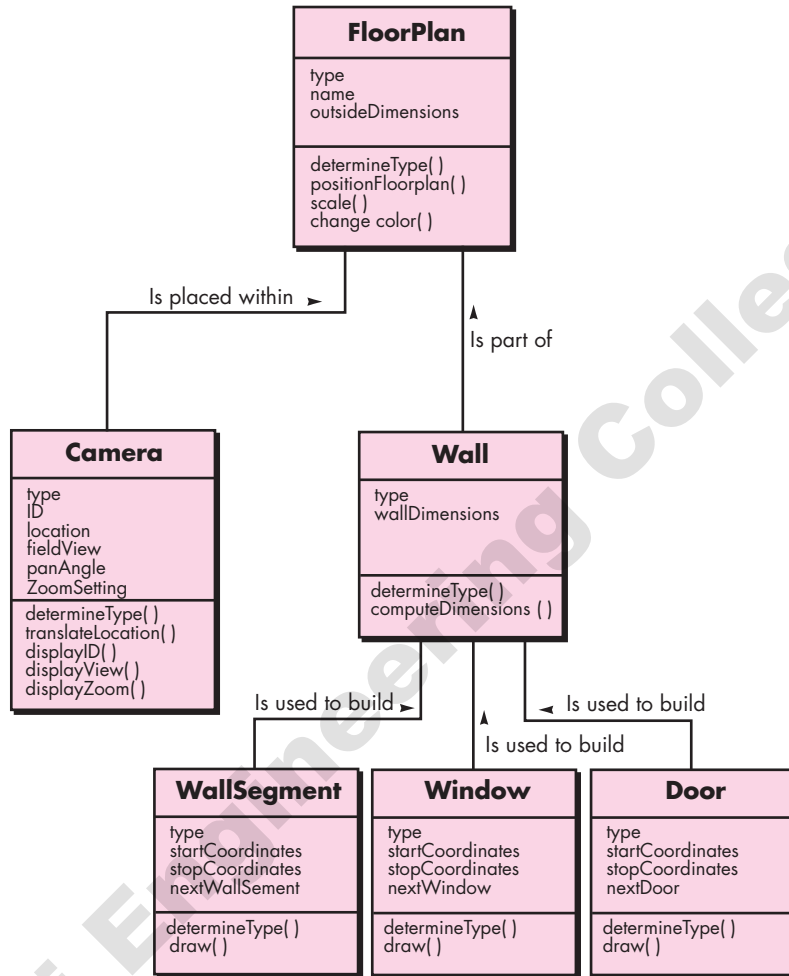 FloorPlan
type
name
outsideDimensions
determineType( )
positionFloorplan( )
scale( )
change color( )
Is placed within
Is part of
Camera
type
ID
location
fieldView
panAngle
ZoomSetting
determineType( )
translateLocation( )
displayID( )
displayView( )
displayZoom( )
Wall
type
wallDimensions
determineType( )
computeDimensions ( )
Is used to build
Is used to build
Is used to build
WallSegment
type
startCoordinates
stopCoordinates
nextWallSement
determineType( )
draw( )
Window
type
startCoordinates
stopCoordinates
nextWindow
determineType( )
draw( )
Door
type
startCoordinates
stopCoordinates
nextDoor
determineType( )
draw( )
Engineering